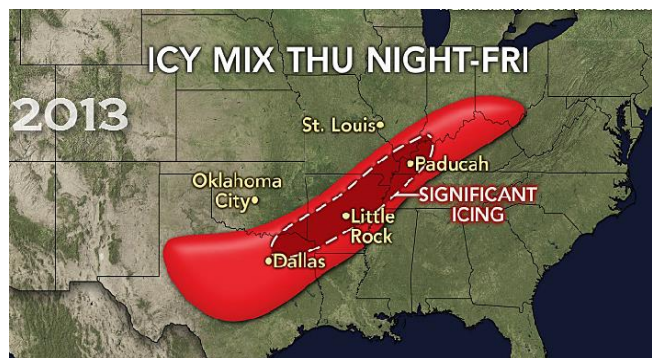 ICY MIX THU NIGHT-FRI
2013
St. Louis
Paducah
Oklahoma
City
SIGNIFICANT
ICING
Little
Rock
Dallas